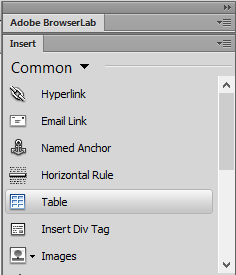 Adobe BrowserLab
Insert
Common
Hyperlink
Email Link
Named Anchor
Horizontal Rule
Table
Insert Div Tag
Images